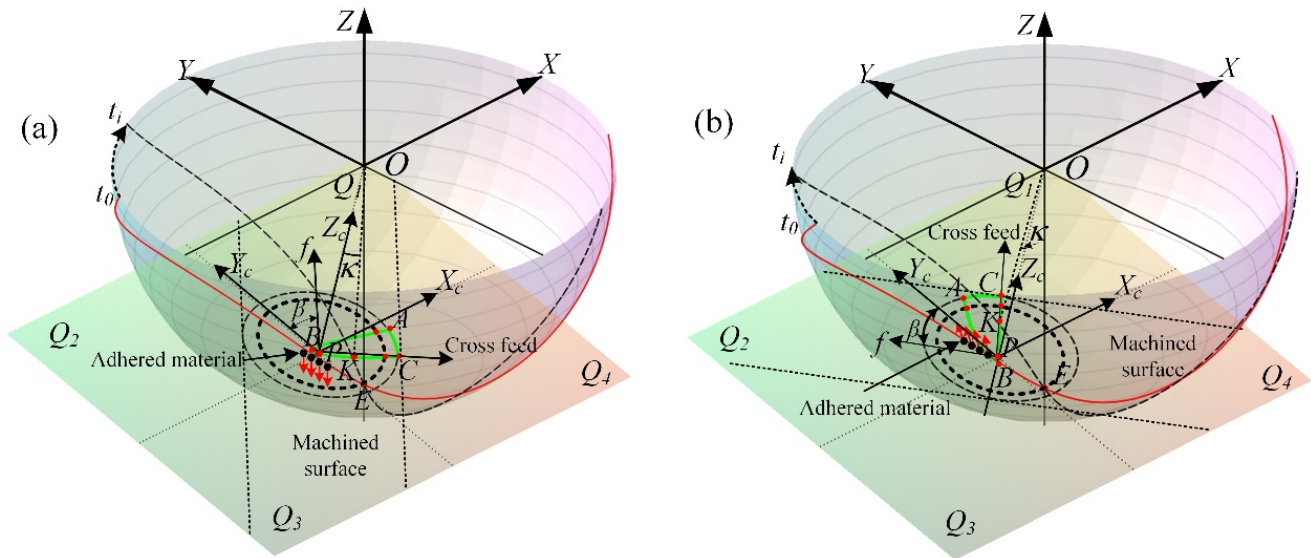 (a)
Z
Y
X
t_i
t_0
O
Q_1
Z_c
κ
f
Y_c
X_c
β
A
B
P
K
C
Cross feed
Adhered material
E
Q_2
Q_4
Machined
surface
Q_3
(b)
Z
Y
X
t_i
t_0
O
Q_1
Cross feed
κ
Z_c
Y_c
X_c
A
C
K
β
f
P
B
E
Machined
surface
Q_2
Q_4
Adhered material
Q_3